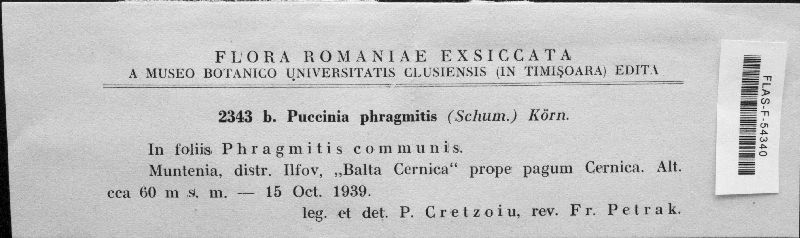 FLORA ROMANIAE EXSICCATA
A MUSEO BOTANICO UNIVERSITATIS CLUSIENSIS (IN TIMIȘOARA) EDITA
2343 b. Puccinia phragmitis (Schum.) Körn.
In foliis Phragmitis communis.
Muntenia, distr. Ilfov, „Balta Cernica“ prope pagum Cernica. Alt.
cca 60 m s. m. — 15 Oct. 1939.
leg. et det. P. Cretzoiu, rev. Fr. Petrak.
FLAS-F-54340